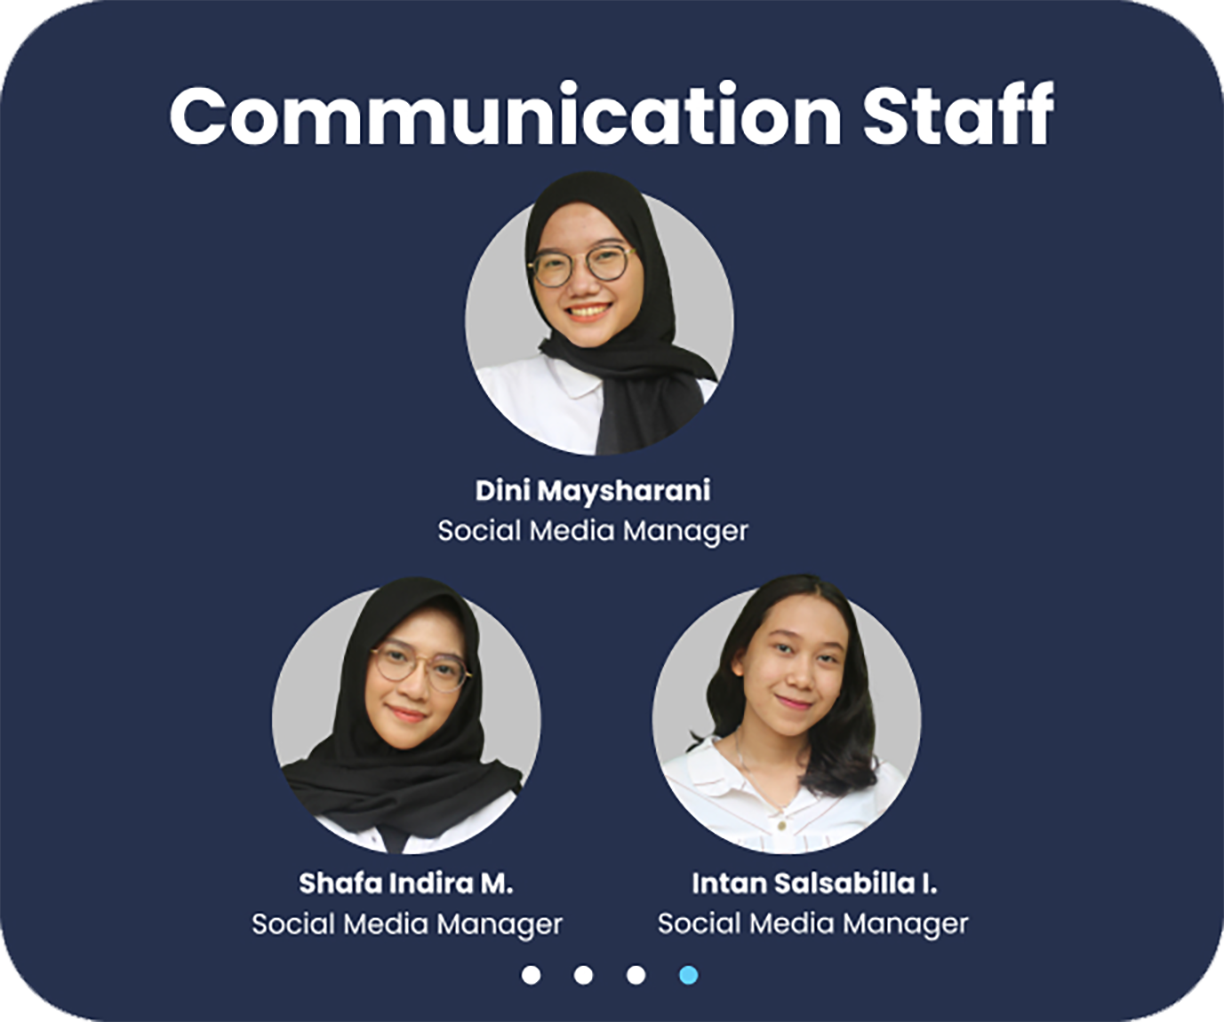 Communication Staff
Dini Maysharani
Social Media Manager
Shafa Indira M.
Social Media Manager
Intan Salsabilla I.
Social Media Manager